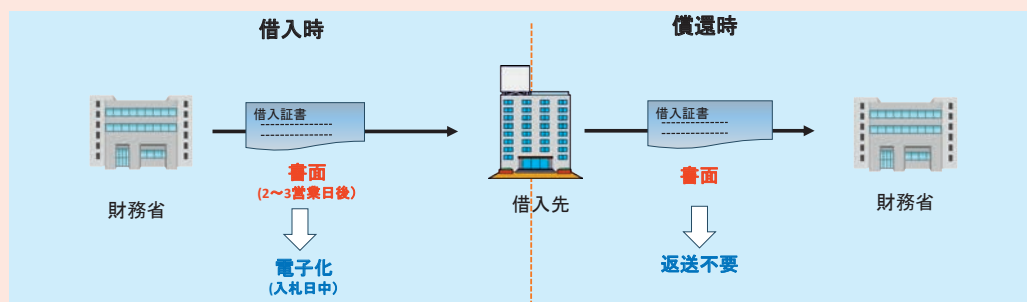 借入時
償還時
借入証書
借入証書
書面
(2～3営業日後)
書面
財務省
借入先
財務省
電子化
(入札日中)
返送不要